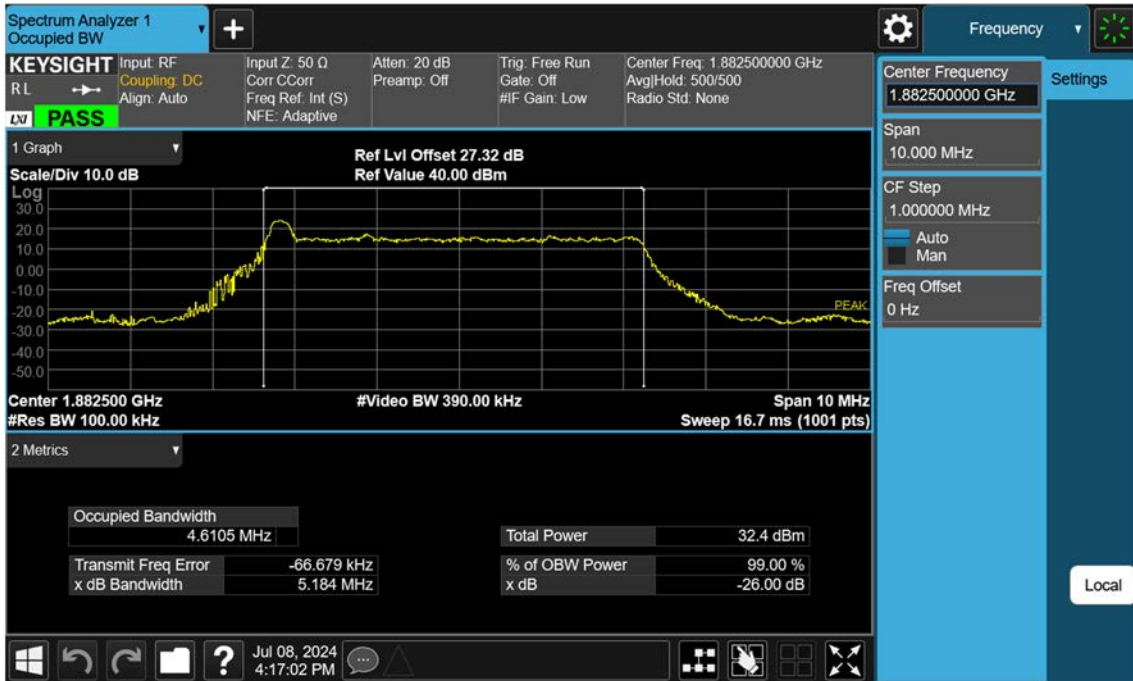 Spectrum Analyzer 1
Occupied BW
+
Frequency
KEYSIGHT
R L
LXI
PASS
Input: RF
Coupling: DC
Align: Auto
Input Z: 50 Ω
Corr CCorr
Freq Ref: Int (S)
NFE: Adaptive
Atten: 20 dB
Preamp: Off
Trig: Free Run
Gate: Off
#IF Gain: Low
Center Freq: 1.882500000 GHz
Avg|Hold: 500/500
Radio Std: None
1 Graph
Scale/Div 10.0 dB
Ref Lvl Offset 27.32 dB
Ref Value 40.00 dBm
Log
30.0
20.0
10.0
0.00
-10.0
-20.0
-30.0
-40.0
-50.0
PEAK
Center 1.882500 GHz
#Res BW 100.00 kHz
#Video BW 390.00 kHz
Span 10 MHz
Sweep 16.7 ms (1001 pts)
2 Metrics
Occupied Bandwidth
4.6105 MHz
Transmit Freq Error -66.679 kHz
x dB Bandwidth 5.184 MHz
Total Power 32.4 dBm
% of OBW Power 99.00 %
x dB -26.00 dB
Center Frequency
1.882500000 GHz
Span
10.000 MHz
CF Step
1.000000 MHz
Auto
Man
Freq Offset
0 Hz
Settings
Local
?
Jul 08, 2024
4:17:02 PM